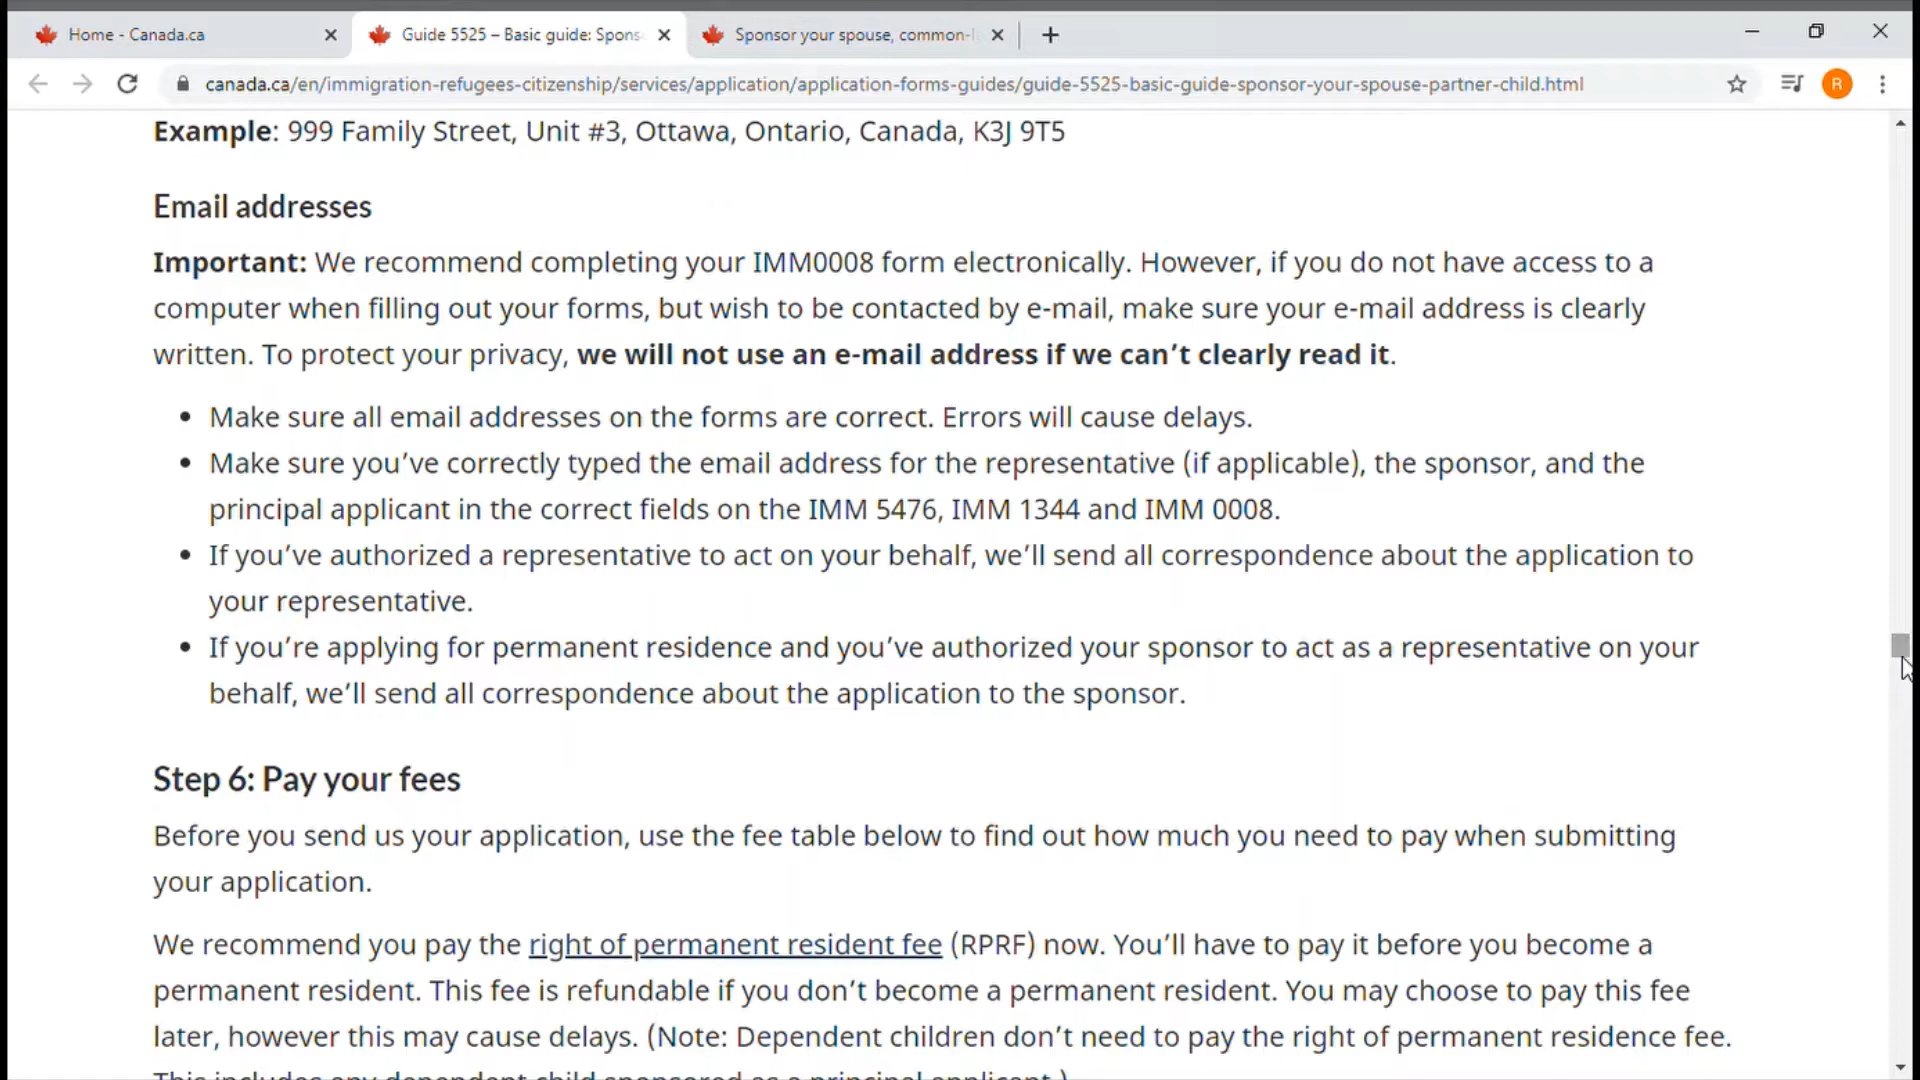 Home - Canada.ca
Guide 5525 – Basic guide: Spons
Sponsor your spouse, common-l
canada.ca/en/immigration-refugees-citizenship/services/application/application-forms-guides/guide-5525-basic-guide-sponsor-your-spouse-partner-child.html
R
Example: 999 Family Street, Unit #3, Ottawa, Ontario, Canada, K3J 9T5
Email addresses
Important: We recommend completing your IMM0008 form electronically. However, if you do not have access to a
computer when filling out your forms, but wish to be contacted by e-mail, make sure your e-mail address is clearly
written. To protect your privacy, we will not use an e-mail address if we can’t clearly read it.
• Make sure all email addresses on the forms are correct. Errors will cause delays.
• Make sure you’ve correctly typed the email address for the representative (if applicable), the sponsor, and the
principal applicant in the correct fields on the IMM 5476, IMM 1344 and IMM 0008.
• If you’ve authorized a representative to act on your behalf, we’ll send all correspondence about the application to
your representative.
• If you’re applying for permanent residence and you’ve authorized your sponsor to act as a representative on your
behalf, we’ll send all correspondence about the application to the sponsor.
Step 6: Pay your fees
Before you send us your application, use the fee table below to find out how much you need to pay when submitting
your application.
We recommend you pay the right of permanent resident fee (RPRF) now. You’ll have to pay it before you become a
permanent resident. This fee is refundable if you don’t become a permanent resident. You may choose to pay this fee
later, however this may cause delays. (Note: Dependent children don’t need to pay the right of permanent residence fee.
This includes any dependent child sponsored as a principal applicant.)